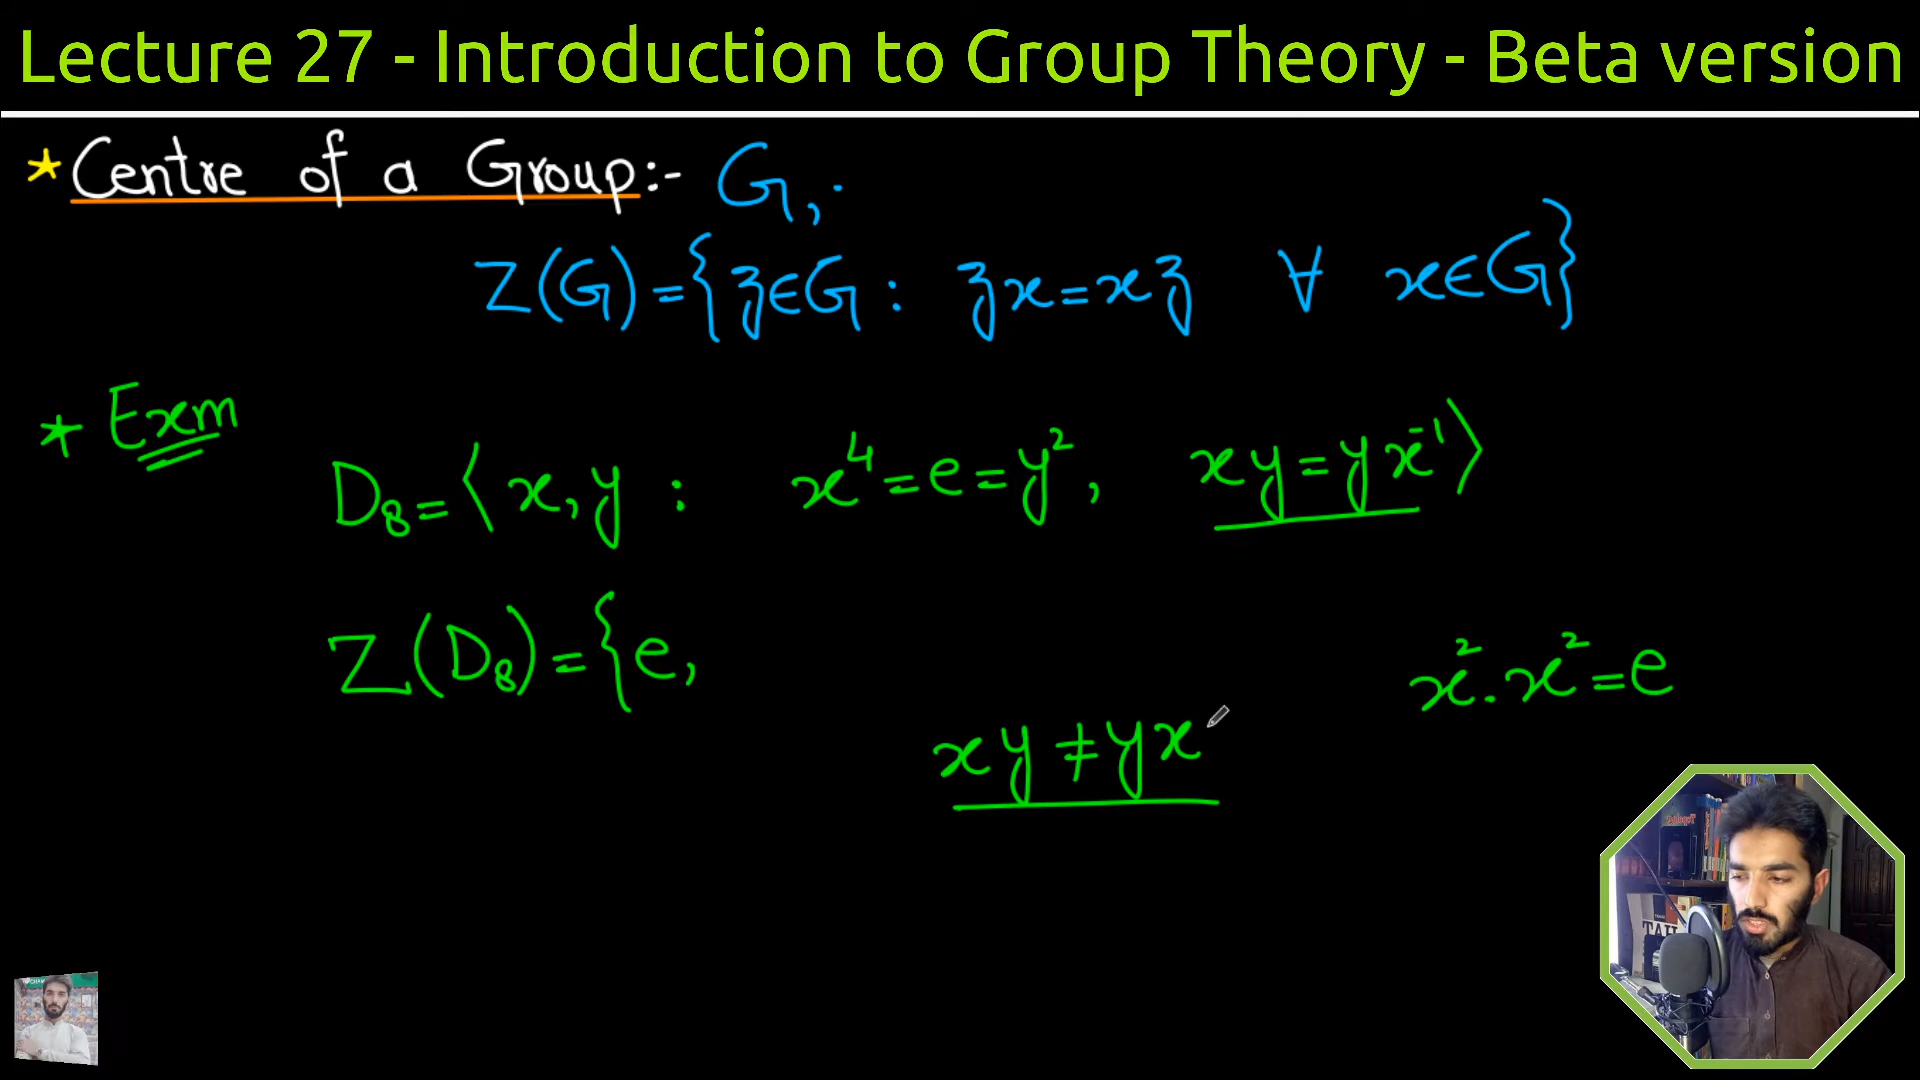 Lecture 27 - Introduction to Group Theory - Beta version
* Centre of a Group:- G, ·
Z(G) = {z∈G : zx = xz ∀ x∈G}
* Exm
D₈ = ⟨x, y : x⁴ = e = y², xy = yx⁻¹⟩
Z(D₈) = {e,
x². x² = e
xy ≠ yx